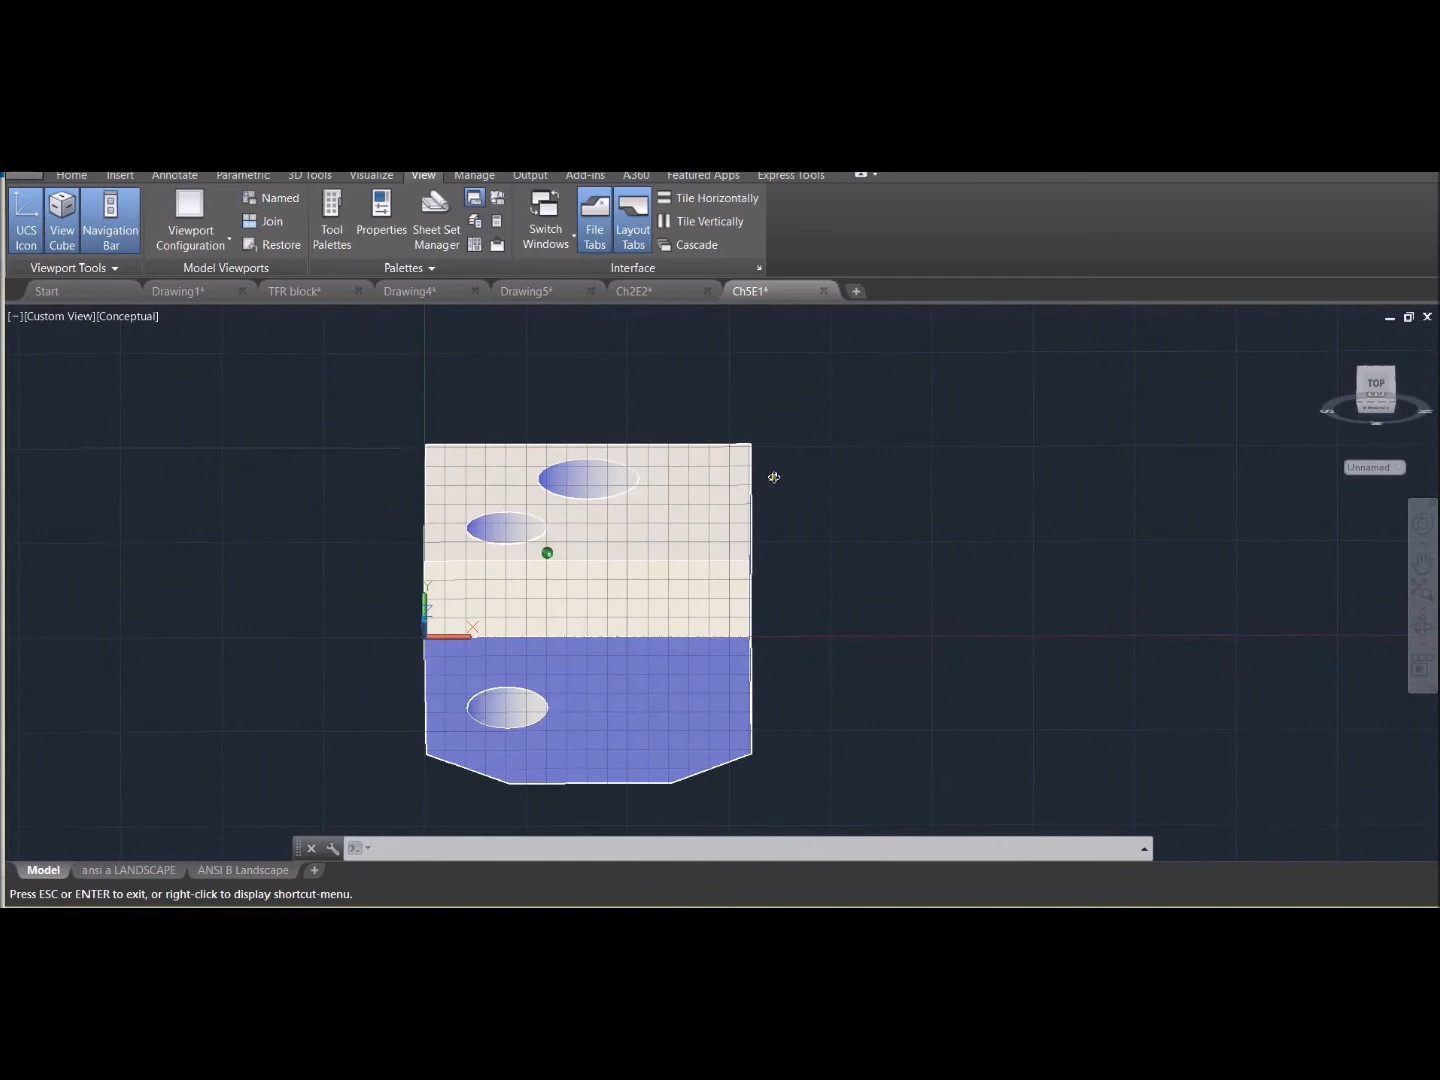 Home Insert Annotate Parametric 3D Tools Visualize View Manage Output Add-ins A360 Featured Apps Express Tools
UCS Icon
View Cube
Navigation Bar
Viewport Configuration
Named
Join
Restore
Tool Palettes
Properties
Sheet Set Manager
Switch Windows
File Tabs
Layout Tabs
Tile Horizontally
Tile Vertically
Cascade
Viewport Tools Model Viewports Palettes Interface
Start Drawing1* TFR block* Drawing4* Drawing5* Ch2E2* Ch5E1*
[−][Custom View][Conceptual]
TOP
FRONT
Unnamed
Y
Z
X
Model ansi a LANDSCAPE ANSI B Landscape
Press ESC or ENTER to exit, or right-click to display shortcut-menu.